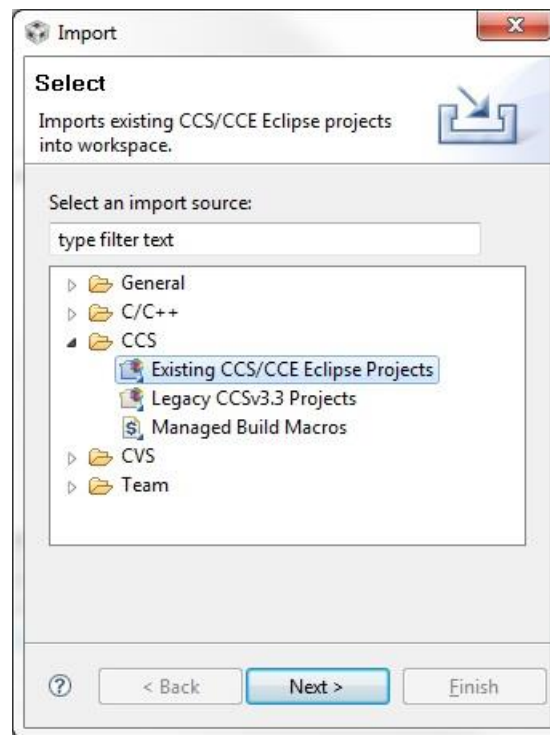 Import
Select
Imports existing CCS/CCE Eclipse projects
into workspace.
Select an import source:
type filter text
General
C/C++
CCS
Existing CCS/CCE Eclipse Projects
Legacy CCSv3.3 Projects
Managed Build Macros
CVS
Team
? < Back Next > Finish